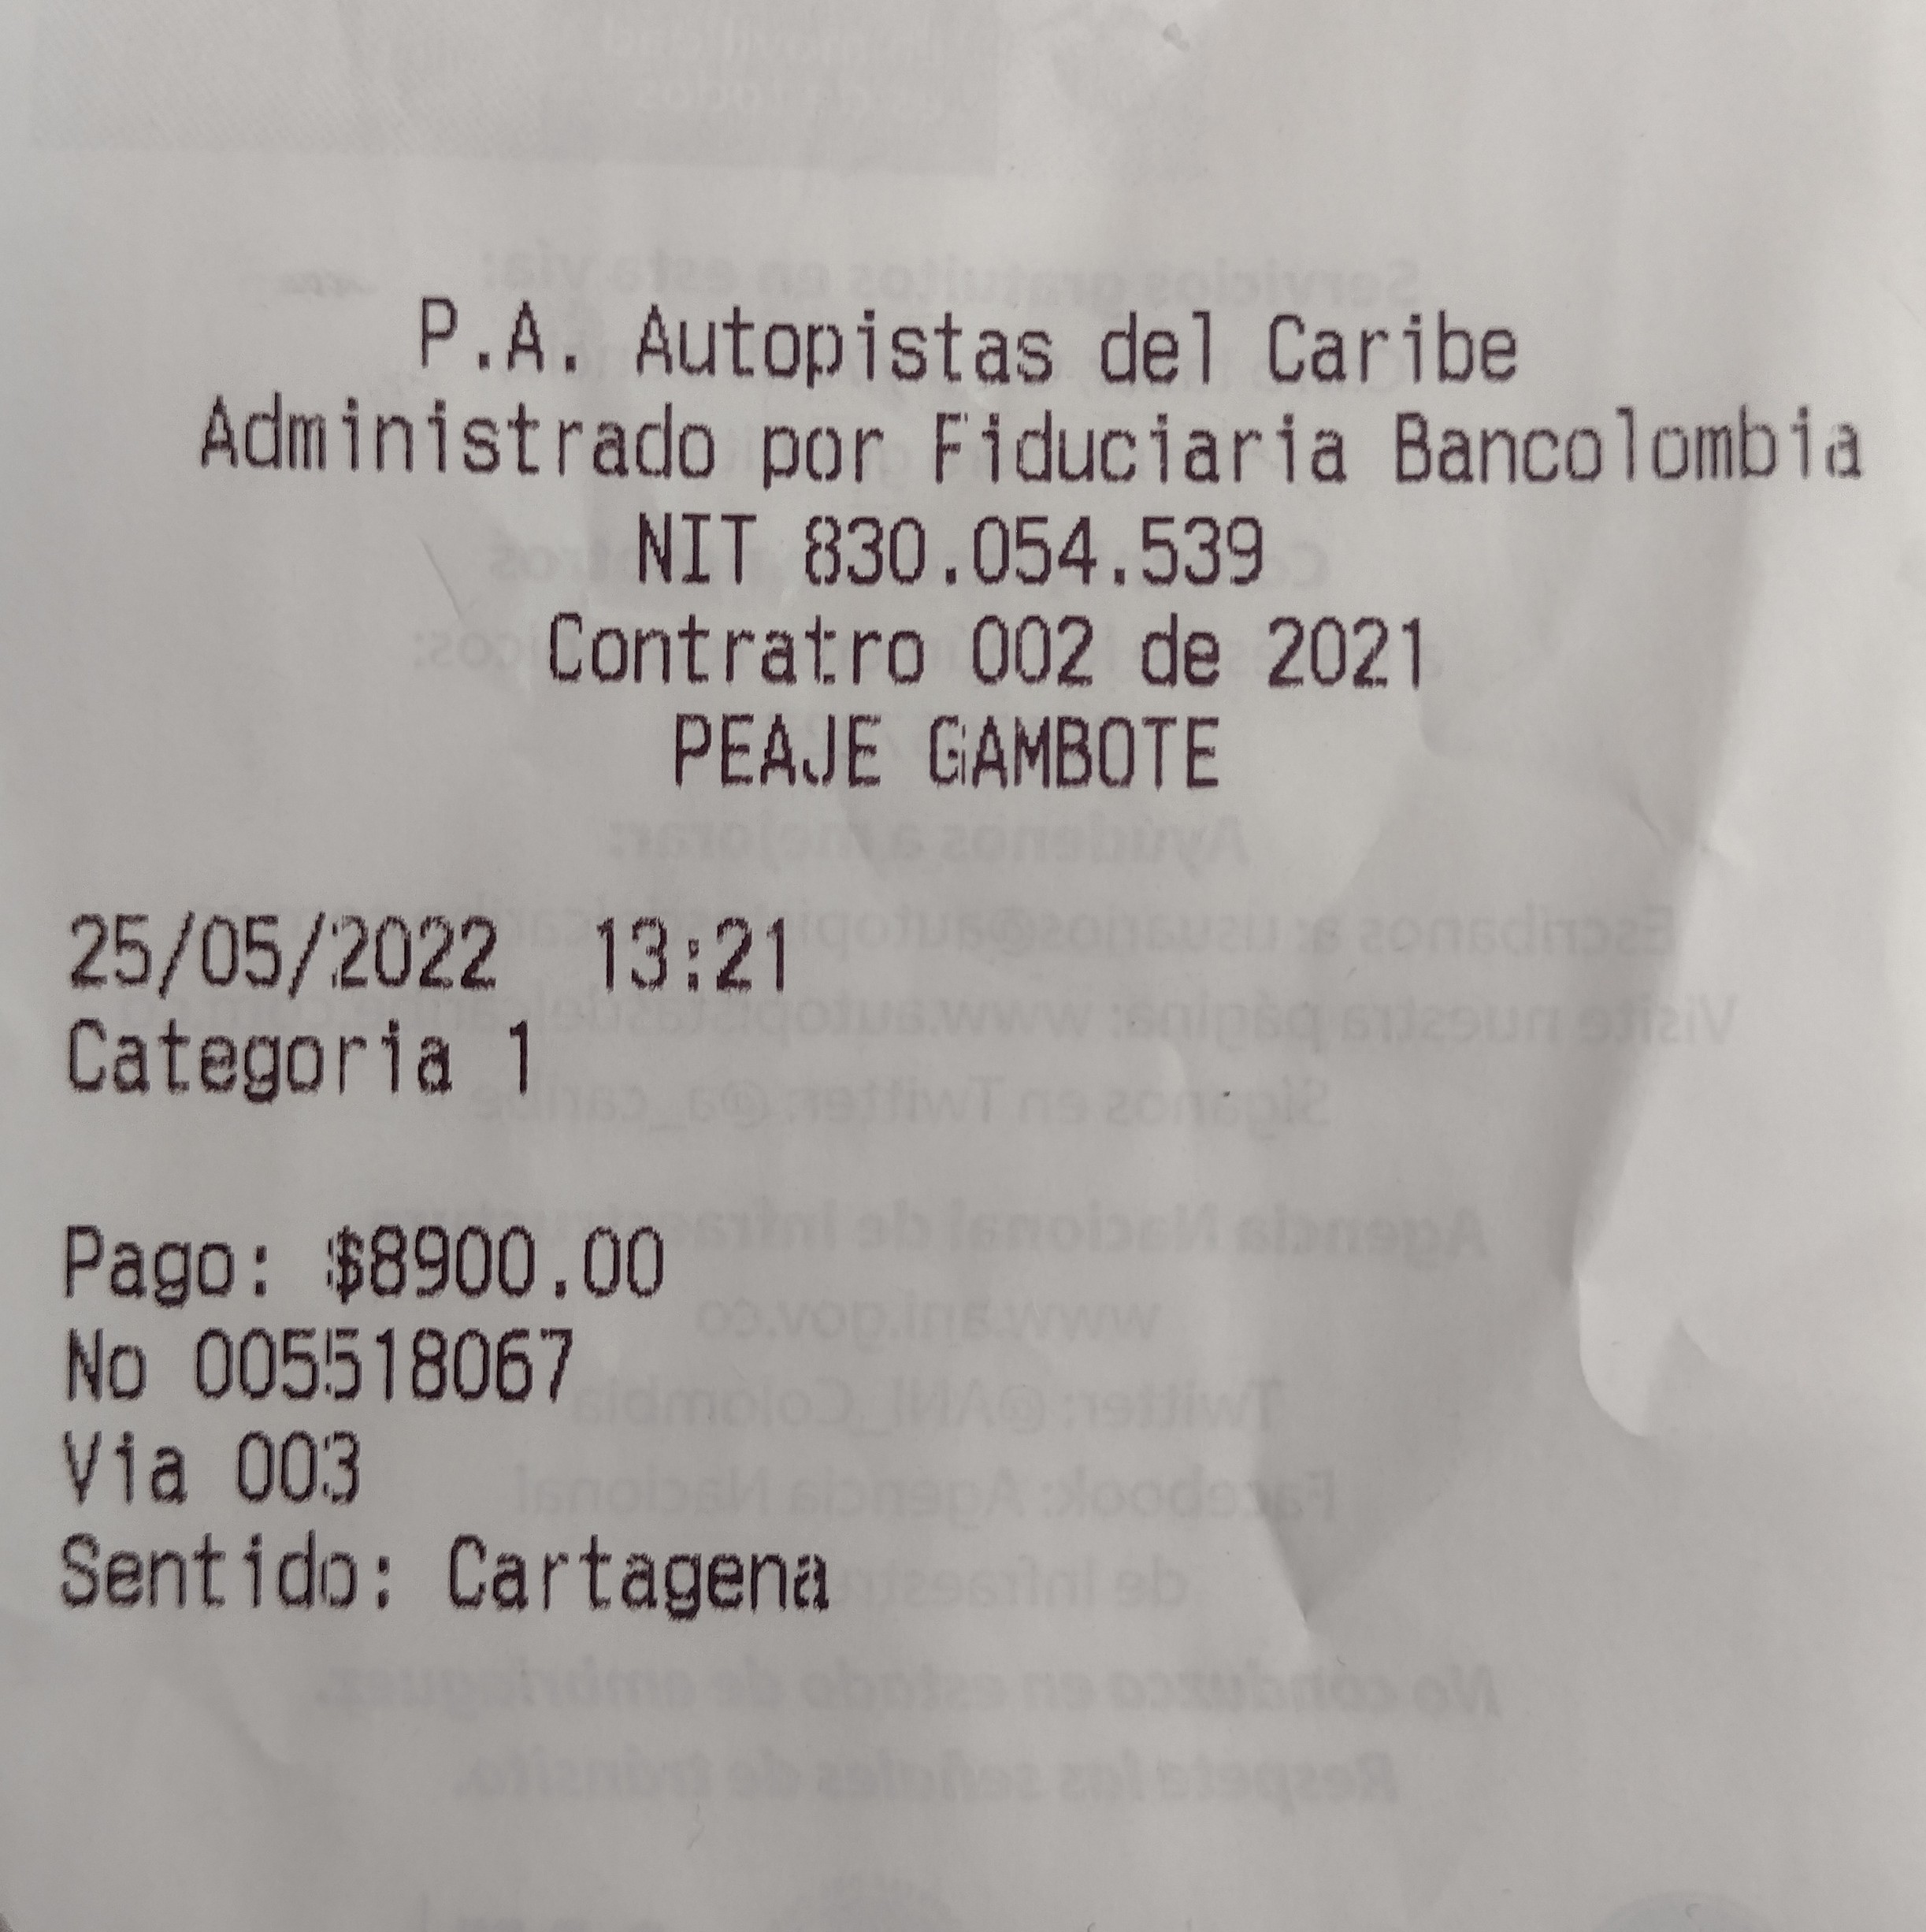 P.A. Autopistas del Caribe
Administrado por Fiduciaria Bancolombia
NIT 830.054.539
Contratro 002 de 2021
PEAJE GAMBOTE
25/05/2022 13:21
Categoria 1
Pago: $8900.00
No 005518067
Via 003
Sentido: Cartagena